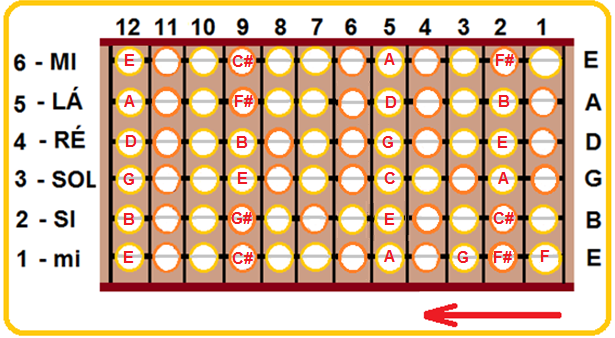 12 11 10 9 8 7 6 5 4 3 2 1
6 - MI E C# A F# E
5 - LÁ A F# D B A
4 - RÉ D B G E D
3 - SOL G E C A G
2 - SI B G# E C# B
1 - mi E C# A G F# F E